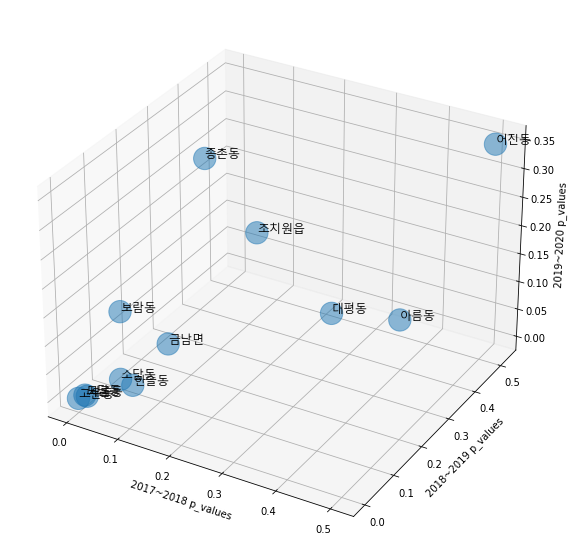 어진동
종촌동
조치원읍
보람동
대평동
아름동
금남면
소담동
한솔동
고운동
0.35
0.30
0.25
0.20
0.15
0.10
0.05
0.00
2019~2020 p_values
0.0
0.1
0.2
0.3
0.4
0.5
2017~2018 p_values
0.0
0.1
0.2
0.3
0.4
0.5
2018~2019 p_values